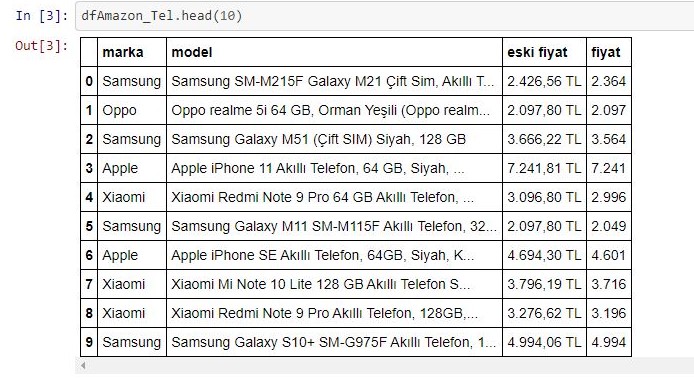 In [3]: dfAmazon_Tel.head(10)
Out[3]:
marka model eski fiyat fiyat
0 Samsung Samsung SM-M215F Galaxy M21 Çift Sim, Akıllı T... 2.426,56 TL 2.364
1 Oppo Oppo realme 5i 64 GB, Orman Yeşili (Oppo realm... 2.097,80 TL 2.097
2 Samsung Samsung Galaxy M51 (Çift SIM) Siyah, 128 GB 3.666,22 TL 3.564
3 Apple Apple iPhone 11 Akıllı Telefon, 64 GB, Siyah, ... 7.241,81 TL 7.241
4 Xiaomi Xiaomi Redmi Note 9 Pro 64 GB Akıllı Telefon, ... 3.096,80 TL 2.996
5 Samsung Samsung Galaxy M11 SM-M115F Akıllı Telefon, 32... 2.097,80 TL 2.049
6 Apple Apple iPhone SE Akıllı Telefon, 64GB, Siyah, K... 4.694,30 TL 4.601
7 Xiaomi Xiaomi Mi Note 10 Lite 128 GB Akıllı Telefon S... 3.796,19 TL 3.716
8 Xiaomi Xiaomi Redmi Note 9 Pro Akıllı Telefon, 128GB,... 3.276,62 TL 3.196
9 Samsung Samsung Galaxy S10+ SM-G975F Akıllı Telefon, 1... 4.994,06 TL 4.994